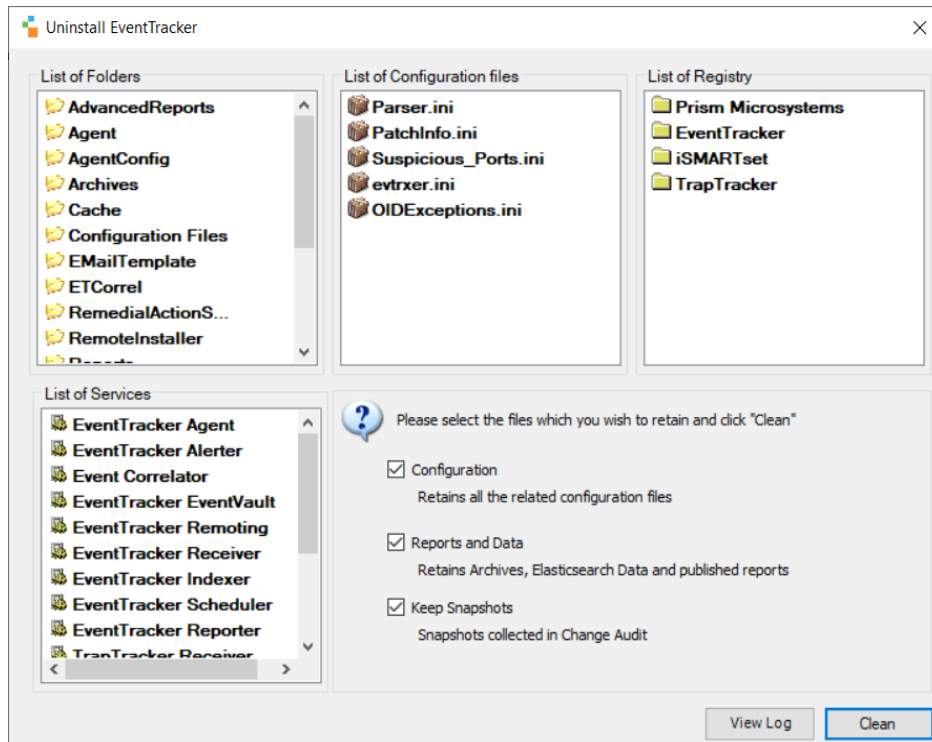 Uninstall EventTracker
List of Folders
AdvancedReports
Agent
AgentConfig
Archives
Cache
Configuration Files
EMailTemplate
ETCorrel
RemedialActionS...
RemoteInstaller
Reports
List of Configuration files
Parser.ini
PatchInfo.ini
Suspicious_Ports.ini
evtrxer.ini
OIDExceptions.ini
List of Registry
Prism Microsystems
EventTracker
iSMARTset
TrapTracker
List of Services
EventTracker Agent
EventTracker Alerter
Event Correlator
EventTracker EventVault
EventTracker Remoting
EventTracker Receiver
EventTracker Indexer
EventTracker Scheduler
EventTracker Reporter
TrapTracker Receiver
Please select the files which you wish to retain and click "Clean"
Configuration
Retains all the related configuration files
Reports and Data
Retains Archives, Elasticsearch Data and published reports
Keep Snapshots
Snapshots collected in Change Audit
View Log
Clean